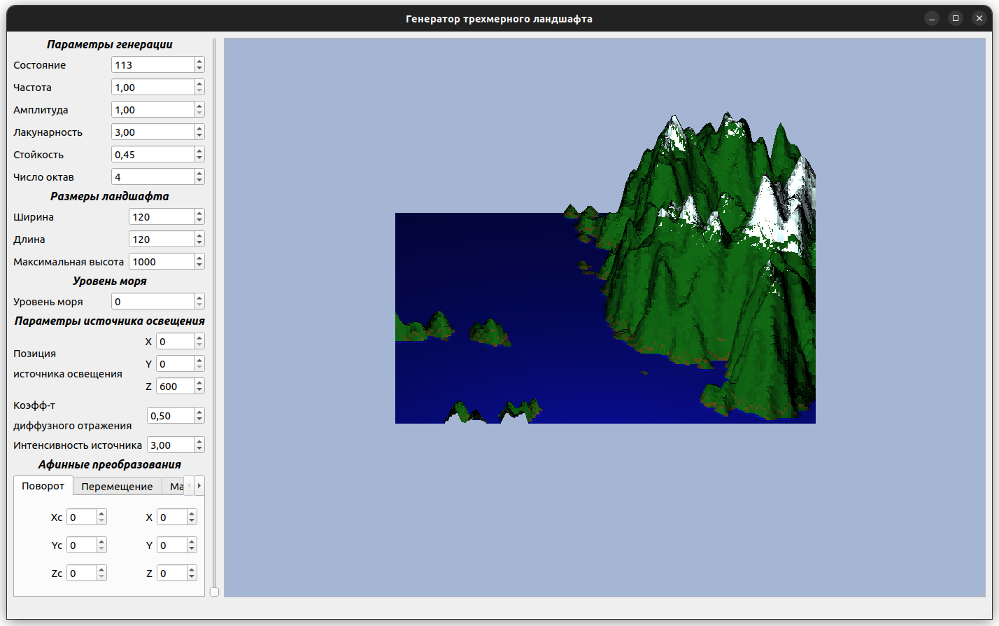 Генератор трехмерного ландшафта
Параметры генерации
Состояние 113
Частота 1,00
Амплитуда 1,00
Лакунарность 3,00
Стойкость 0,45
Число октав 4
Размеры ландшафта
Ширина 120
Длина 120
Максимальная высота 1000
Уровень моря
Уровень моря 0
Параметры источника освещения
Позиция
источника освещения
X 0
Y 0
Z 600
Коэфф-т
диффузного отражения
0,50
Интенсивность источника 3,00
Афинные преобразования
Поворот Перемещение Ма
Xc 0 X 0
Yc 0 Y 0
Zc 0 Z 0